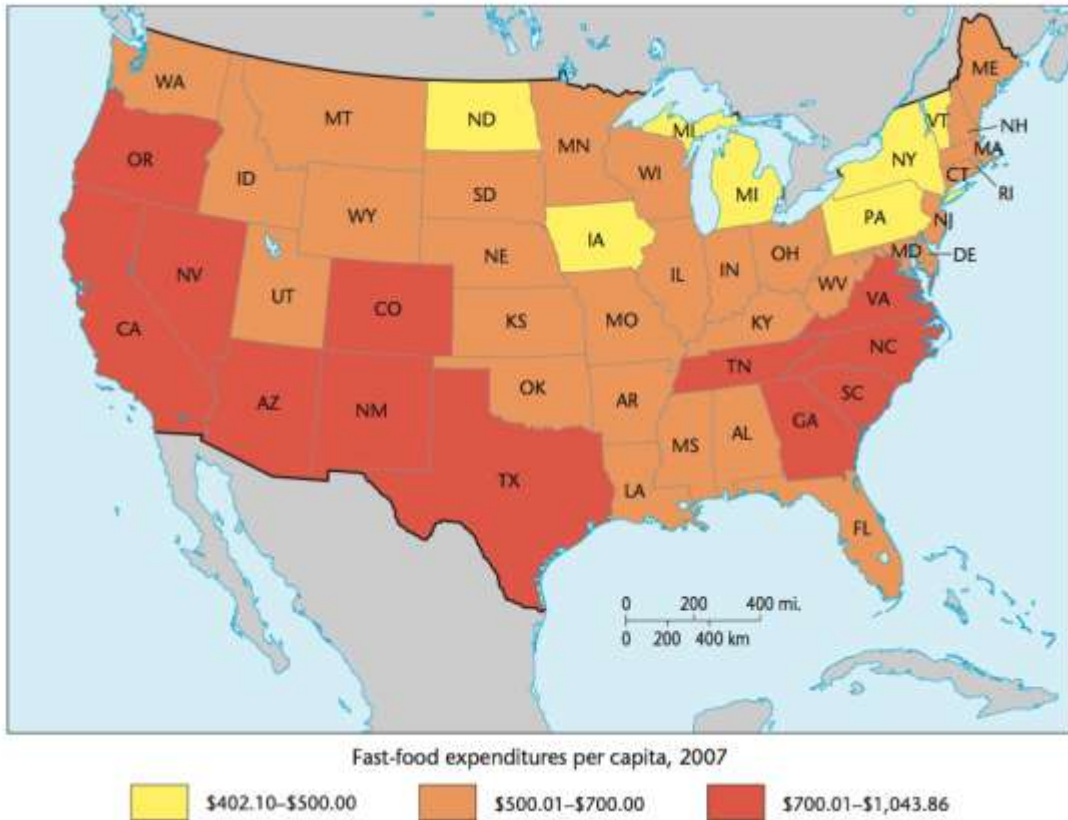 WA
MT
ND
MN
ME
VT
NH
MI
MA
OR
ID
SD
WI
NY
CT
RI
WY
MI
IA
PA
NJ
NE
NV
UT
CO
IL
IN
OH
MD
DE
WV
VA
CA
KS
MO
KY
NC
TN
AZ
NM
OK
AR
SC
MS
AL
GA
TX
LA
FL
0 200 400 mi.
0 200 400 km
Fast-food expenditures per capita, 2007
$402.10–$500.00
$500.01–$700.00
$700.01–$1,043.86